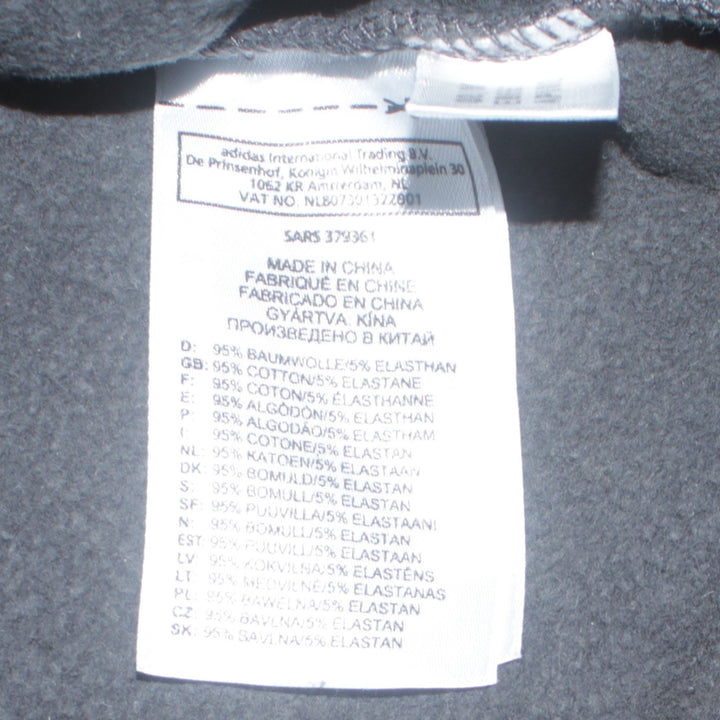 adidas International Trading B.V.
De Prinsenhof, Koningin Wilhelminaplein 30
1062 KR Amsterdam, NL
VAT NO. NL807301322B01
SARS 379361
MADE IN CHINA
FABRIQUÉ EN CHINE
FABRICADO EN CHINA
GYÁRTVA KÍNA
ПРОИЗВЕДЕНО В КИТАЙ
D: 95% BAUMWOLLE/5% ELASTHAN
GB: 95% COTTON/5% ELASTANE
F: 95% COTON/5% ÉLASTHANNE
E: 95% ALGODÓN/5% ELASTHAN
P: 95% ALGODÃO/5% ELASTHAM
I: 95% COTONE/5% ELASTAN
NL: 95% KATOEN/5% ELASTAAN
DK: 95% BOMULD/5% ELASTAN
S: 95% BOMULL/5% ELASTAN
SF: 95% PUUVILLA/5% ELASTAANI
N: 95% BOMULL/5% ELASTAN
EST: 95% PUUVILL/5% ELASTAAN
LV: 95% KOKVILNA/5% ELASTĒNS
LT: 95% MEDVILNĖ/5% ELASTANAS
PL: 95% BAWEŁNA/5% ELASTAN
CZ: 95% BAVLNA/5% ELASTAN
SK: 95% BAVLNA/5% ELASTAN